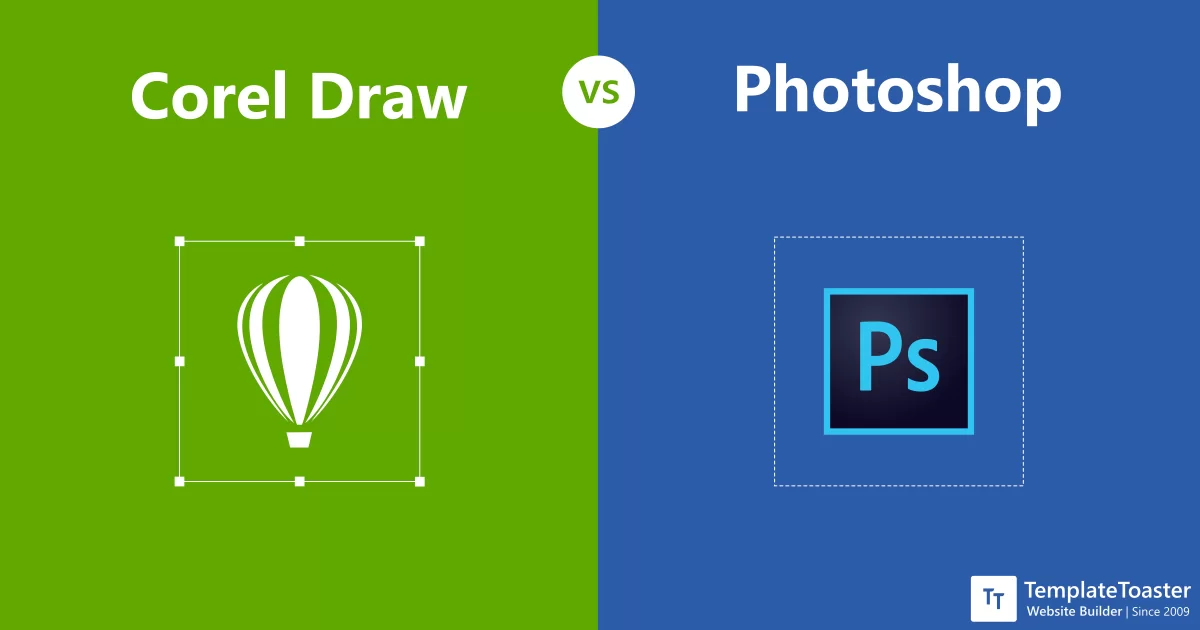 Corel Draw
VS
Photoshop
Ps
TT
TemplateToaster
Website Builder | Since 2009